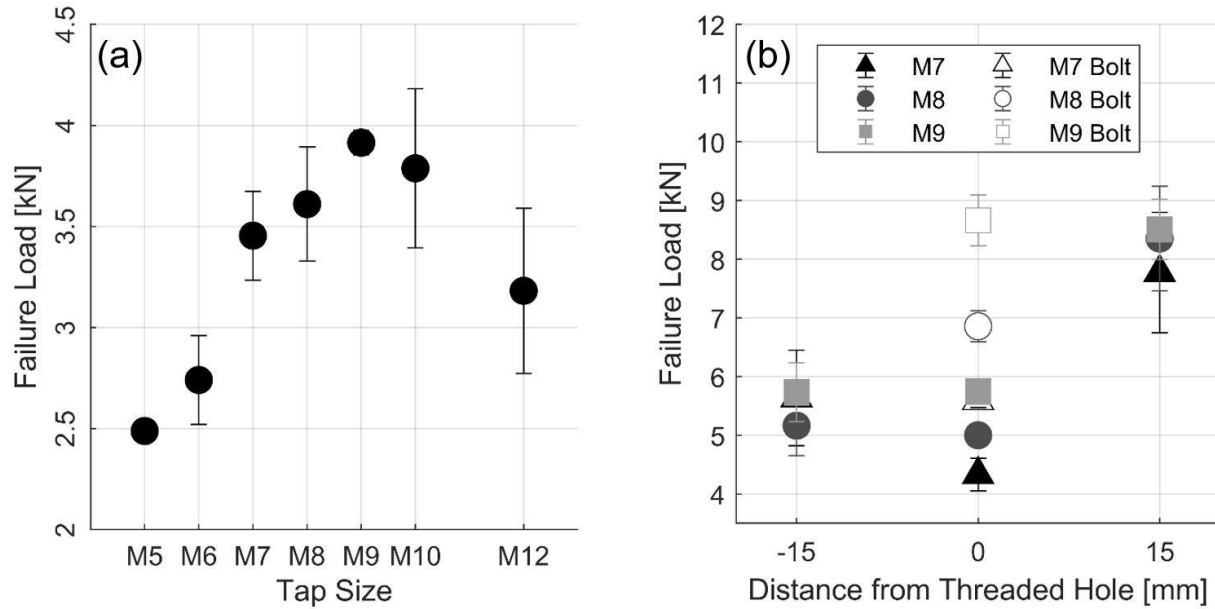 (a)
Failure Load [kN]
4.5
4
3.5
3
2.5
2
M5 M6 M7 M8 M9 M10 M12
Tap Size
(b)
M7 M7 Bolt
M8 M8 Bolt
M9 M9 Bolt
Failure Load [kN]
12
11
10
9
8
7
6
5
4
-15 0 15
Distance from Threaded Hole [mm]